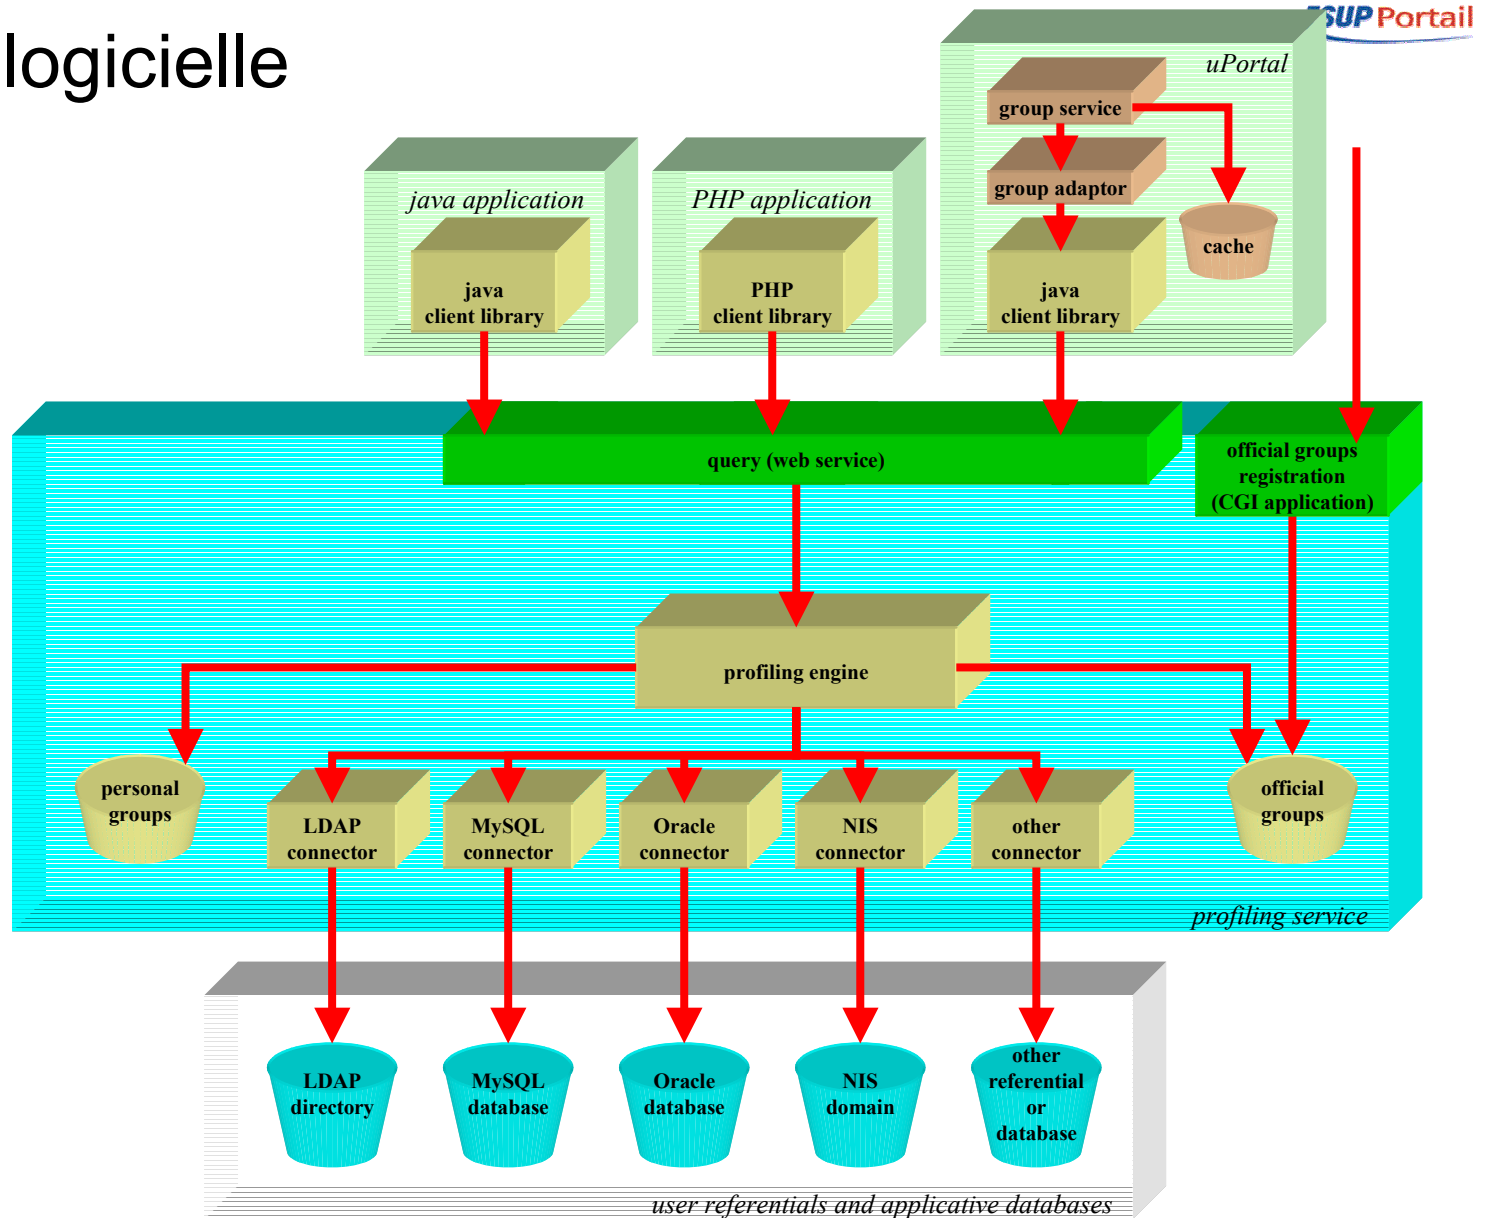 logicielle
ESUP Portail
uPortal
group service
group adaptor
cache
java
client library
java application
java
client library
PHP application
PHP
client library
query (web service)
official groups
registration
(CGI application)
profiling engine
personal
groups
LDAP
connector
MySQL
connector
Oracle
connector
NIS
connector
other
connector
official
groups
profiling service
LDAP
directory
MySQL
database
Oracle
database
NIS
domain
other
referential
or
database
user referentials and applicative databases